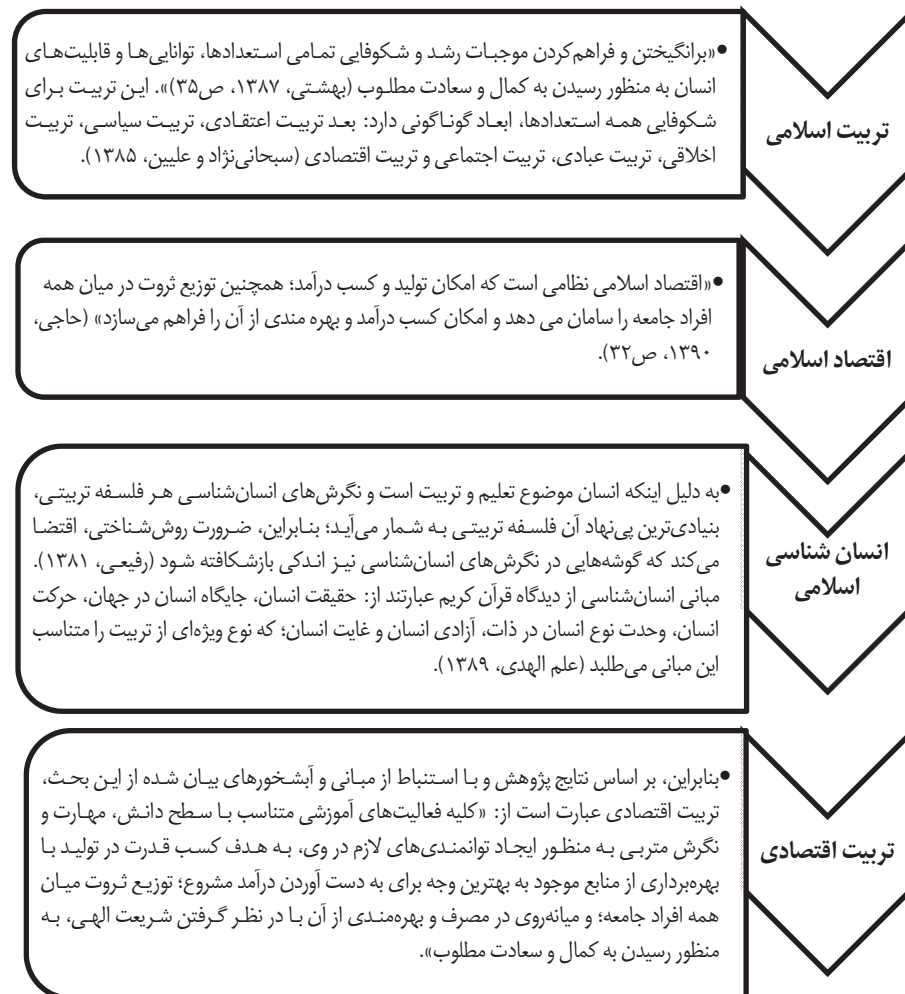 تربیت اسلامی
●«برانگیختن و فراهم‌کردن موجبات رشد و شکوفایی تمامی استعدادها، توانایی‌ها و قابلیت‌های
انسان به منظور رسیدن به کمال و سعادت مطلوب (بهشتی، ۱۳۸۷، ص۳۵)». این تربیت برای
شکوفایی همه استعدادها، ابعاد گوناگونی دارد: بعد تربیت اعتقادی، تربیت سیاسی، تربیت
اخلاقی، تربیت عبادی، تربیت اجتماعی و تربیت اقتصادی (سبحانی‌نژاد و علیین، ۱۳۸۵).
اقتصاد اسلامی
●«اقتصاد اسلامی نظامی است که امکان تولید و کسب درآمد؛ همچنین توزیع ثروت در میان همه
افراد جامعه را سامان می دهد و امکان کسب درآمد و بهره مندی از آن را فراهم می‌سازد» (حاجی،
۱۳۹۰، ص۳۲).
انسان شناسی
اسلامی
●به دلیل اینکه انسان موضوع تعلیم و تربیت است و نگرش‌های انسان‌شناسی هر فلسفه تربیتی،
بنیادی‌ترین پی‌نهاد آن فلسفه تربیتی به شمار می‌آید؛ بنابراین، ضرورت روش‌شناختی، اقتضا
می‌کند که گوشه‌هایی در نگرش‌های انسان‌شناسی نیز اندکی بازشکافته شود (رفیعی، ۱۳۸۱).
مبانی انسان‌شناسی از دیدگاه قرآن کریم عبارتند از: حقیقت انسان، جایگاه انسان در جهان، حرکت
انسان، وحدت نوع انسان در ذات، آزادی انسان و غایت انسان؛ که نوع ویژه‌ای از تربیت را متناسب
این مبانی می‌طلبد (علم الهدی، ۱۳۸۹).
تربیت اقتصادی
●بنابراین، بر اساس نتایج پژوهش و با استنباط از مبانی و آبشخورهای بیان شده از این بحث،
تربیت اقتصادی عبارت است از: «کلیه فعالیت‌های آموزشی متناسب با سطح دانش، مهارت و
نگرش متربی به منظور ایجاد توانمندی‌های لازم در وی، به هدف کسب قدرت در تولید با
بهره‌برداری از منابع موجود به بهترین وجه برای به دست آوردن درآمد مشروع؛ توزیع ثروت میان
همه افراد جامعه؛ و میانه‌روی در مصرف و بهره‌مندی از آن با در نظر گرفتن شریعت الهی، به
منظور رسیدن به کمال و سعادت مطلوب».